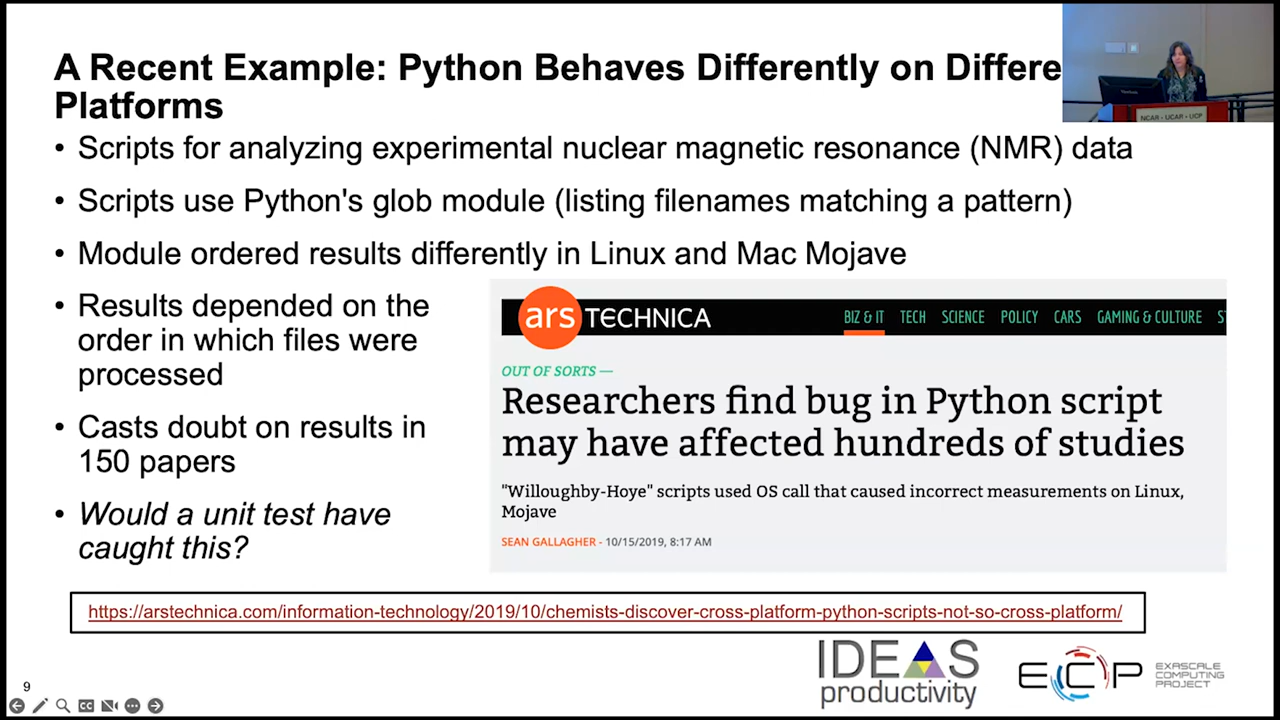 A Recent Example: Python Behaves Differently on Differe
Platforms
• Scripts for analyzing experimental nuclear magnetic resonance (NMR) data
• Scripts use Python's glob module (listing filenames matching a pattern)
• Module ordered results differently in Linux and Mac Mojave
• Results depended on the
order in which files were
processed
• Casts doubt on results in
150 papers
• Would a unit test have
caught this?
ars TECHNICA
BIZ & IT TECH SCIENCE POLICY CARS GAMING & CULTURE S
OUT OF SORTS —
Researchers find bug in Python script
may have affected hundreds of studies
"Willoughby-Hoye" scripts used OS call that caused incorrect measurements on Linux,
Mojave
SEAN GALLAGHER - 10/15/2019, 8:17 AM
https://arstechnica.com/information-technology/2019/10/chemists-discover-cross-platform-python-scripts-not-so-cross-platform/
IDEAS
productivity
ECP
EXASCALE
COMPUTING
PROJECT
9
CC
NCAR • UCAR • UCP